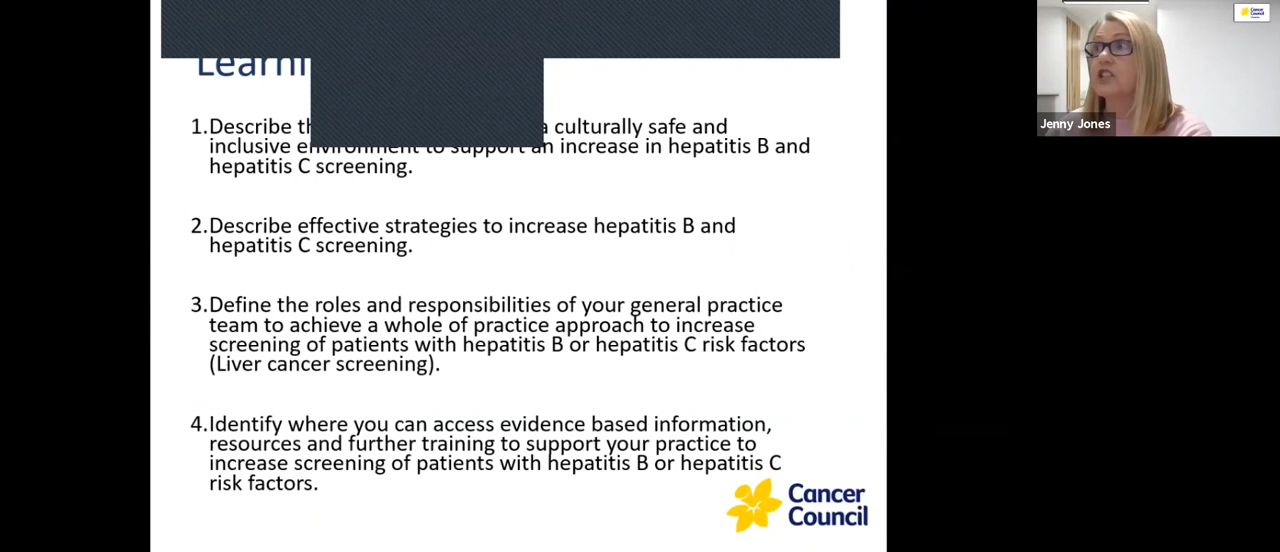 Learni
1.Describe th a culturally safe and
inclusive environment to support an increase in hepatitis B and
hepatitis C screening.
2.Describe effective strategies to increase hepatitis B and
hepatitis C screening.
3.Define the roles and responsibilities of your general practice
team to achieve a whole of practice approach to increase
screening of patients with hepatitis B or hepatitis C risk factors
(Liver cancer screening).
4.Identify where you can access evidence based information,
resources and further training to support your practice to
increase screening of patients with hepatitis B or hepatitis C
risk factors.
Cancer
Council
Cancer
Council
Jenny Jones